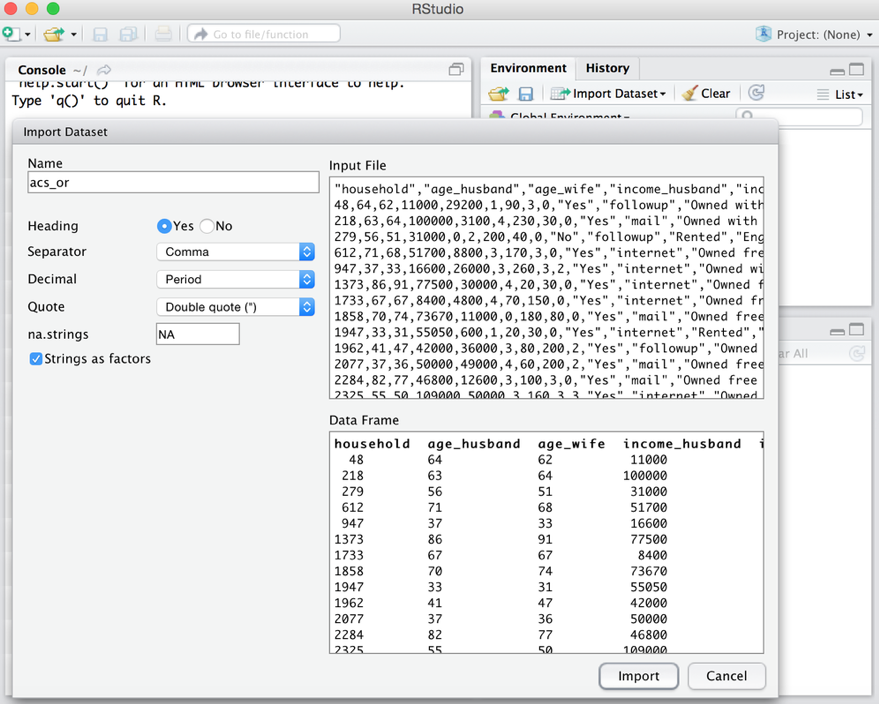 RStudio
Go to file/function
Project: (None)
Console ~/
help.start()' for an HTML browser interface to help.
Type 'q()' to quit R.
Environment History
Import Dataset Clear List
Global Environment
Import Dataset
Name
acs_or
Heading Yes No
Separator Comma
Decimal Period
Quote Double quote (")
na.strings NA
Strings as factors
Input File
"household","age_husband","age_wife","income_husband","inc
48,64,62,11000,29200,1,90,3,0,"Yes","followup","Owned with
218,63,64,100000,3100,4,230,30,0,"Yes","mail","Owned with
279,56,51,31000,0,2,200,40,0,"No","followup","Rented","Eng
612,71,68,51700,8800,3,170,3,0,"Yes","internet","Owned fre
947,37,33,16600,26000,3,260,3,2,"Yes","internet","Owned wi
1373,86,91,77500,30000,4,20,30,0,"Yes","internet","Owned f
1733,67,67,8400,4800,4,70,150,0,"Yes","internet","Owned fr
1858,70,74,73670,11000,0,180,80,0,"Yes","mail","Owned free
1947,33,31,55050,600,1,20,30,0,"Yes","internet","Rented","
1962,41,47,42000,36000,3,80,200,2,"Yes","followup","Owned
2077,37,36,50000,49000,4,60,200,2,"Yes","mail","Owned free
2284,82,77,46800,12600,3,100,3,0,"Yes","mail","Owned free
2325,55,50,109000,50000,3,160,3,3,"Yes","internet","Owned
Data Frame
household age_husband age_wife income_husband i
48 64 62 11000
218 63 64 100000
279 56 51 31000
612 71 68 51700
947 37 33 16600
1373 86 91 77500
1733 67 67 8400
1858 70 74 73670
1947 33 31 55050
1962 41 47 42000
2077 37 36 50000
2284 82 77 46800
2325 55 50 109000
ar All
Import Cancel